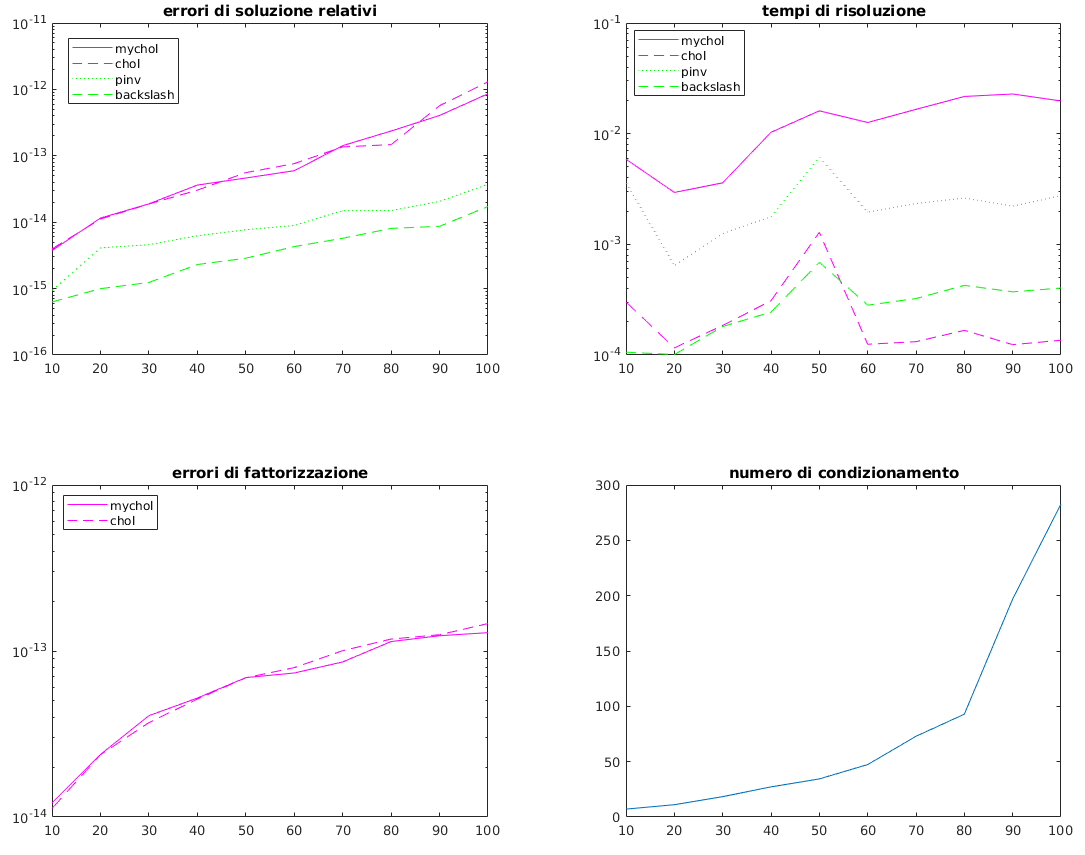 errori di soluzione relativi
10^-11
10^-12
10^-13
10^-14
10^-15
10^-16
mychol
chol
pinv
backslash
10 20 30 40 50 60 70 80 90 100
tempi di risoluzione
10^-1
10^-2
10^-3
10^-4
mychol
chol
pinv
backslash
10 20 30 40 50 60 70 80 90 100
errori di fattorizzazione
10^-12
10^-13
10^-14
mychol
chol
10 20 30 40 50 60 70 80 90 100
numero di condizionamento
300
250
200
150
100
50
0
10 20 30 40 50 60 70 80 90 100